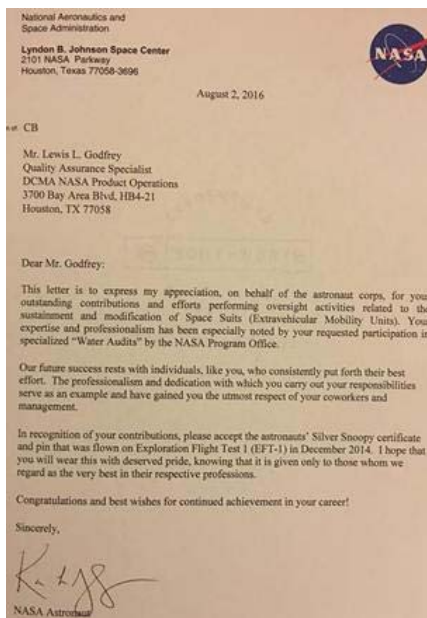 National Aeronautics and
Space Administration
Lyndon B. Johnson Space Center
2101 NASA Parkway
Houston, Texas 77058-3696
NASA
August 2, 2016
CB
Mr. Lewis L. Godfrey
Quality Assurance Specialist
DCMA NASA Product Operations
3700 Bay Area Blvd, HB4-21
Houston, TX 77058
Dear Mr. Godfrey:
This letter is to express my appreciation, on behalf of the astronaut corps, for you
outstanding contributions and efforts performing oversight activities related to the
sustainment and modification of Space Suits (Extravehicular Mobility Units). You
expertise and professionalism has been especially noted by your requested participation i
specialized “Water Audits” by the NASA Program Office.
Our future success rests with individuals, like you, who consistently put forth their best
effort. The professionalism and dedication with which you carry out your responsibilities
serve as an example and have gained you the utmost respect of your coworkers and
management.
In recognition of your contributions, please accept the astronauts' Silver Snoopy certificate
and pin that was flown on Exploration Flight Test 1 (EFT-1) in December 2014. I hope that
you will wear this with deserved pride, knowing that it is given only to those whom we
regard as the very best in their respective professions.
Congratulations and best wishes for continued achievement in your career!
Sincerely,
NASA Astronaut